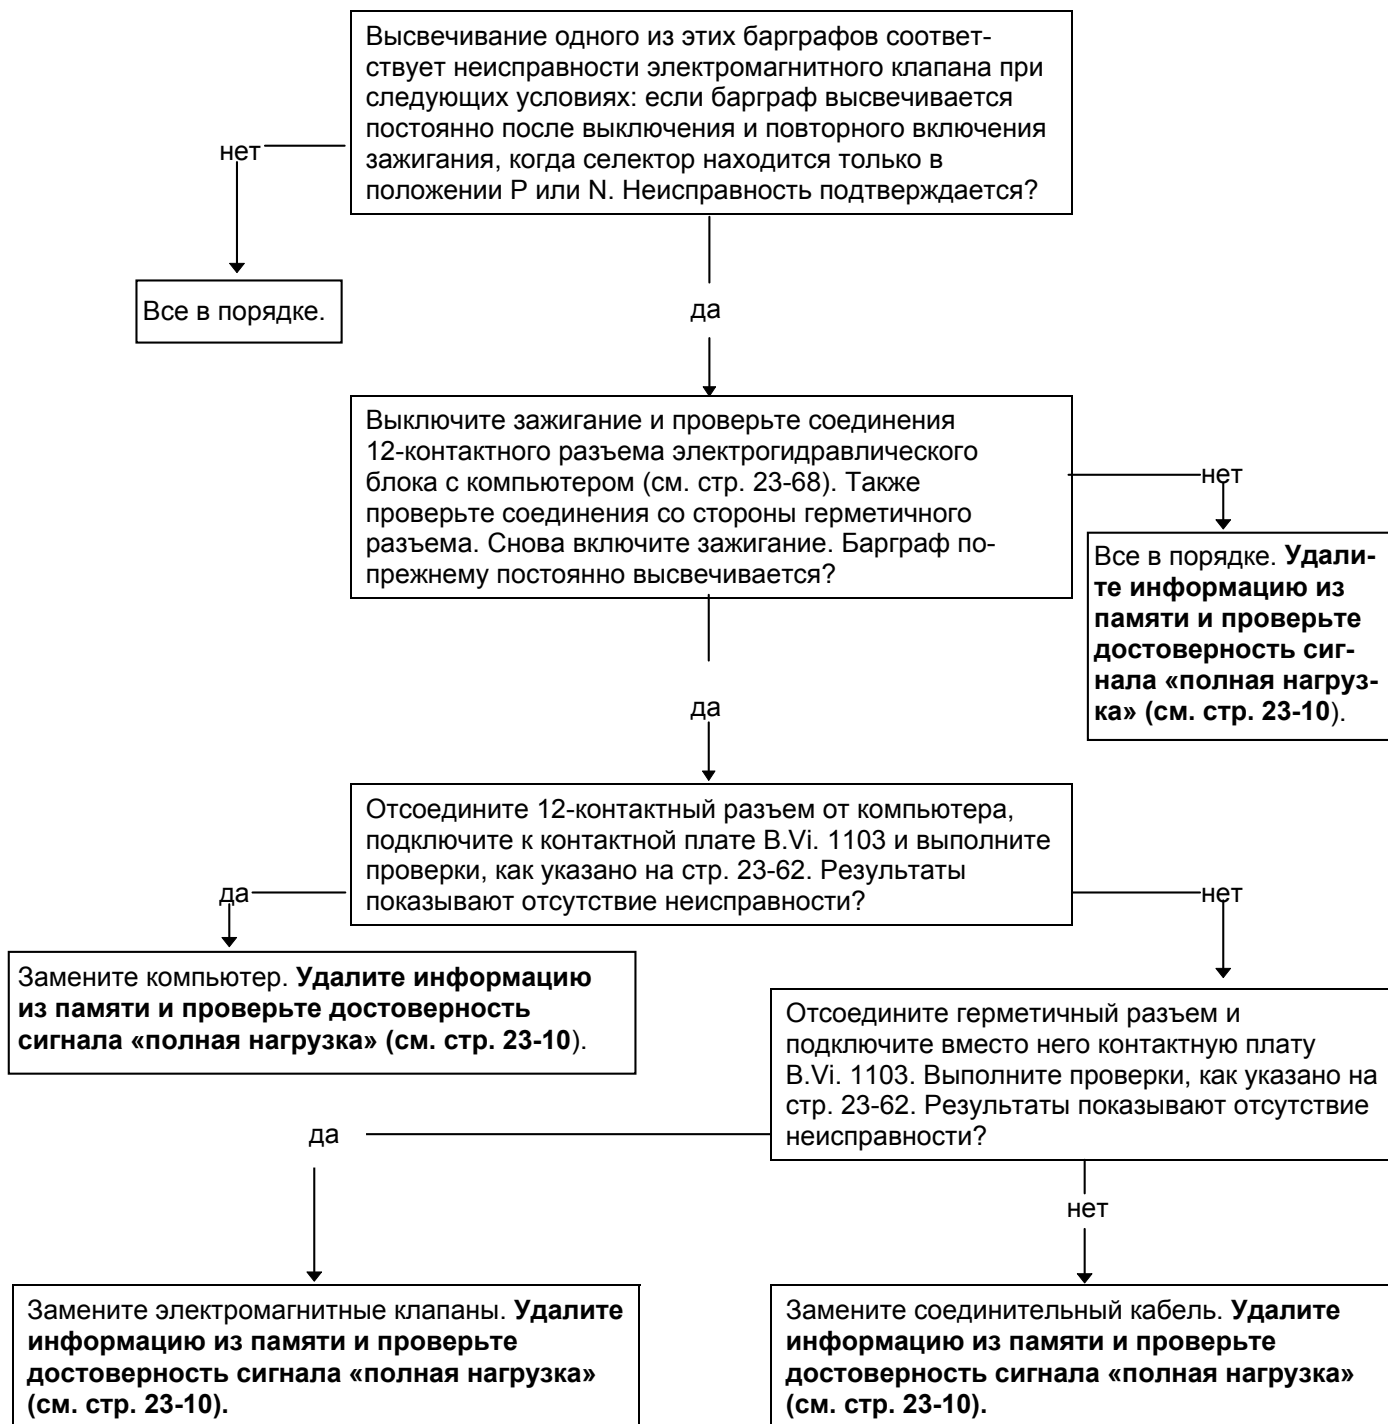 Высвечивание одного из этих барграфов соответ-
ствует неисправности электромагнитного клапана при
следующих условиях: если барграф высвечивается
постоянно после выключения и повторного включения
зажигания, когда селектор находится только в
положении P или N. Неисправность подтверждается?
нет
Все в порядке.
да
Выключите зажигание и проверьте соединения
12-контактного разъема электрогидравлического
блока с компьютером (см. стр. 23-68). Также
проверьте соединения со стороны герметичного
разъема. Снова включите зажигание. Барграф по-
прежнему постоянно высвечивается?
нет
Все в порядке. Удали-
те информацию из
памяти и проверьте
достоверность сиг-
нала «полная нагруз-
ка» (см. стр. 23-10).
да
Отсоедините 12-контактный разъем от компьютера,
подключите к контактной плате B.Vi. 1103 и выполните
проверки, как указано на стр. 23-62. Результаты
показывают отсутствие неисправности?
да
нет
Замените компьютер. Удалите информацию
из памяти и проверьте достоверность
сигнала «полная нагрузка» (см. стр. 23-10).
Отсоедините герметичный разъем и
подключите вместо него контактную плату
B.Vi. 1103. Выполните проверки, как указано на
стр. 23-62. Результаты показывают отсутствие
неисправности?
да
нет
Замените электромагнитные клапаны. Удалите
информацию из памяти и проверьте
достоверность сигнала «полная нагрузка»
(см. стр. 23-10).
Замените соединительный кабель. Удалите
информацию из памяти и проверьте
достоверность сигнала «полная нагрузка»
(см. стр. 23-10).